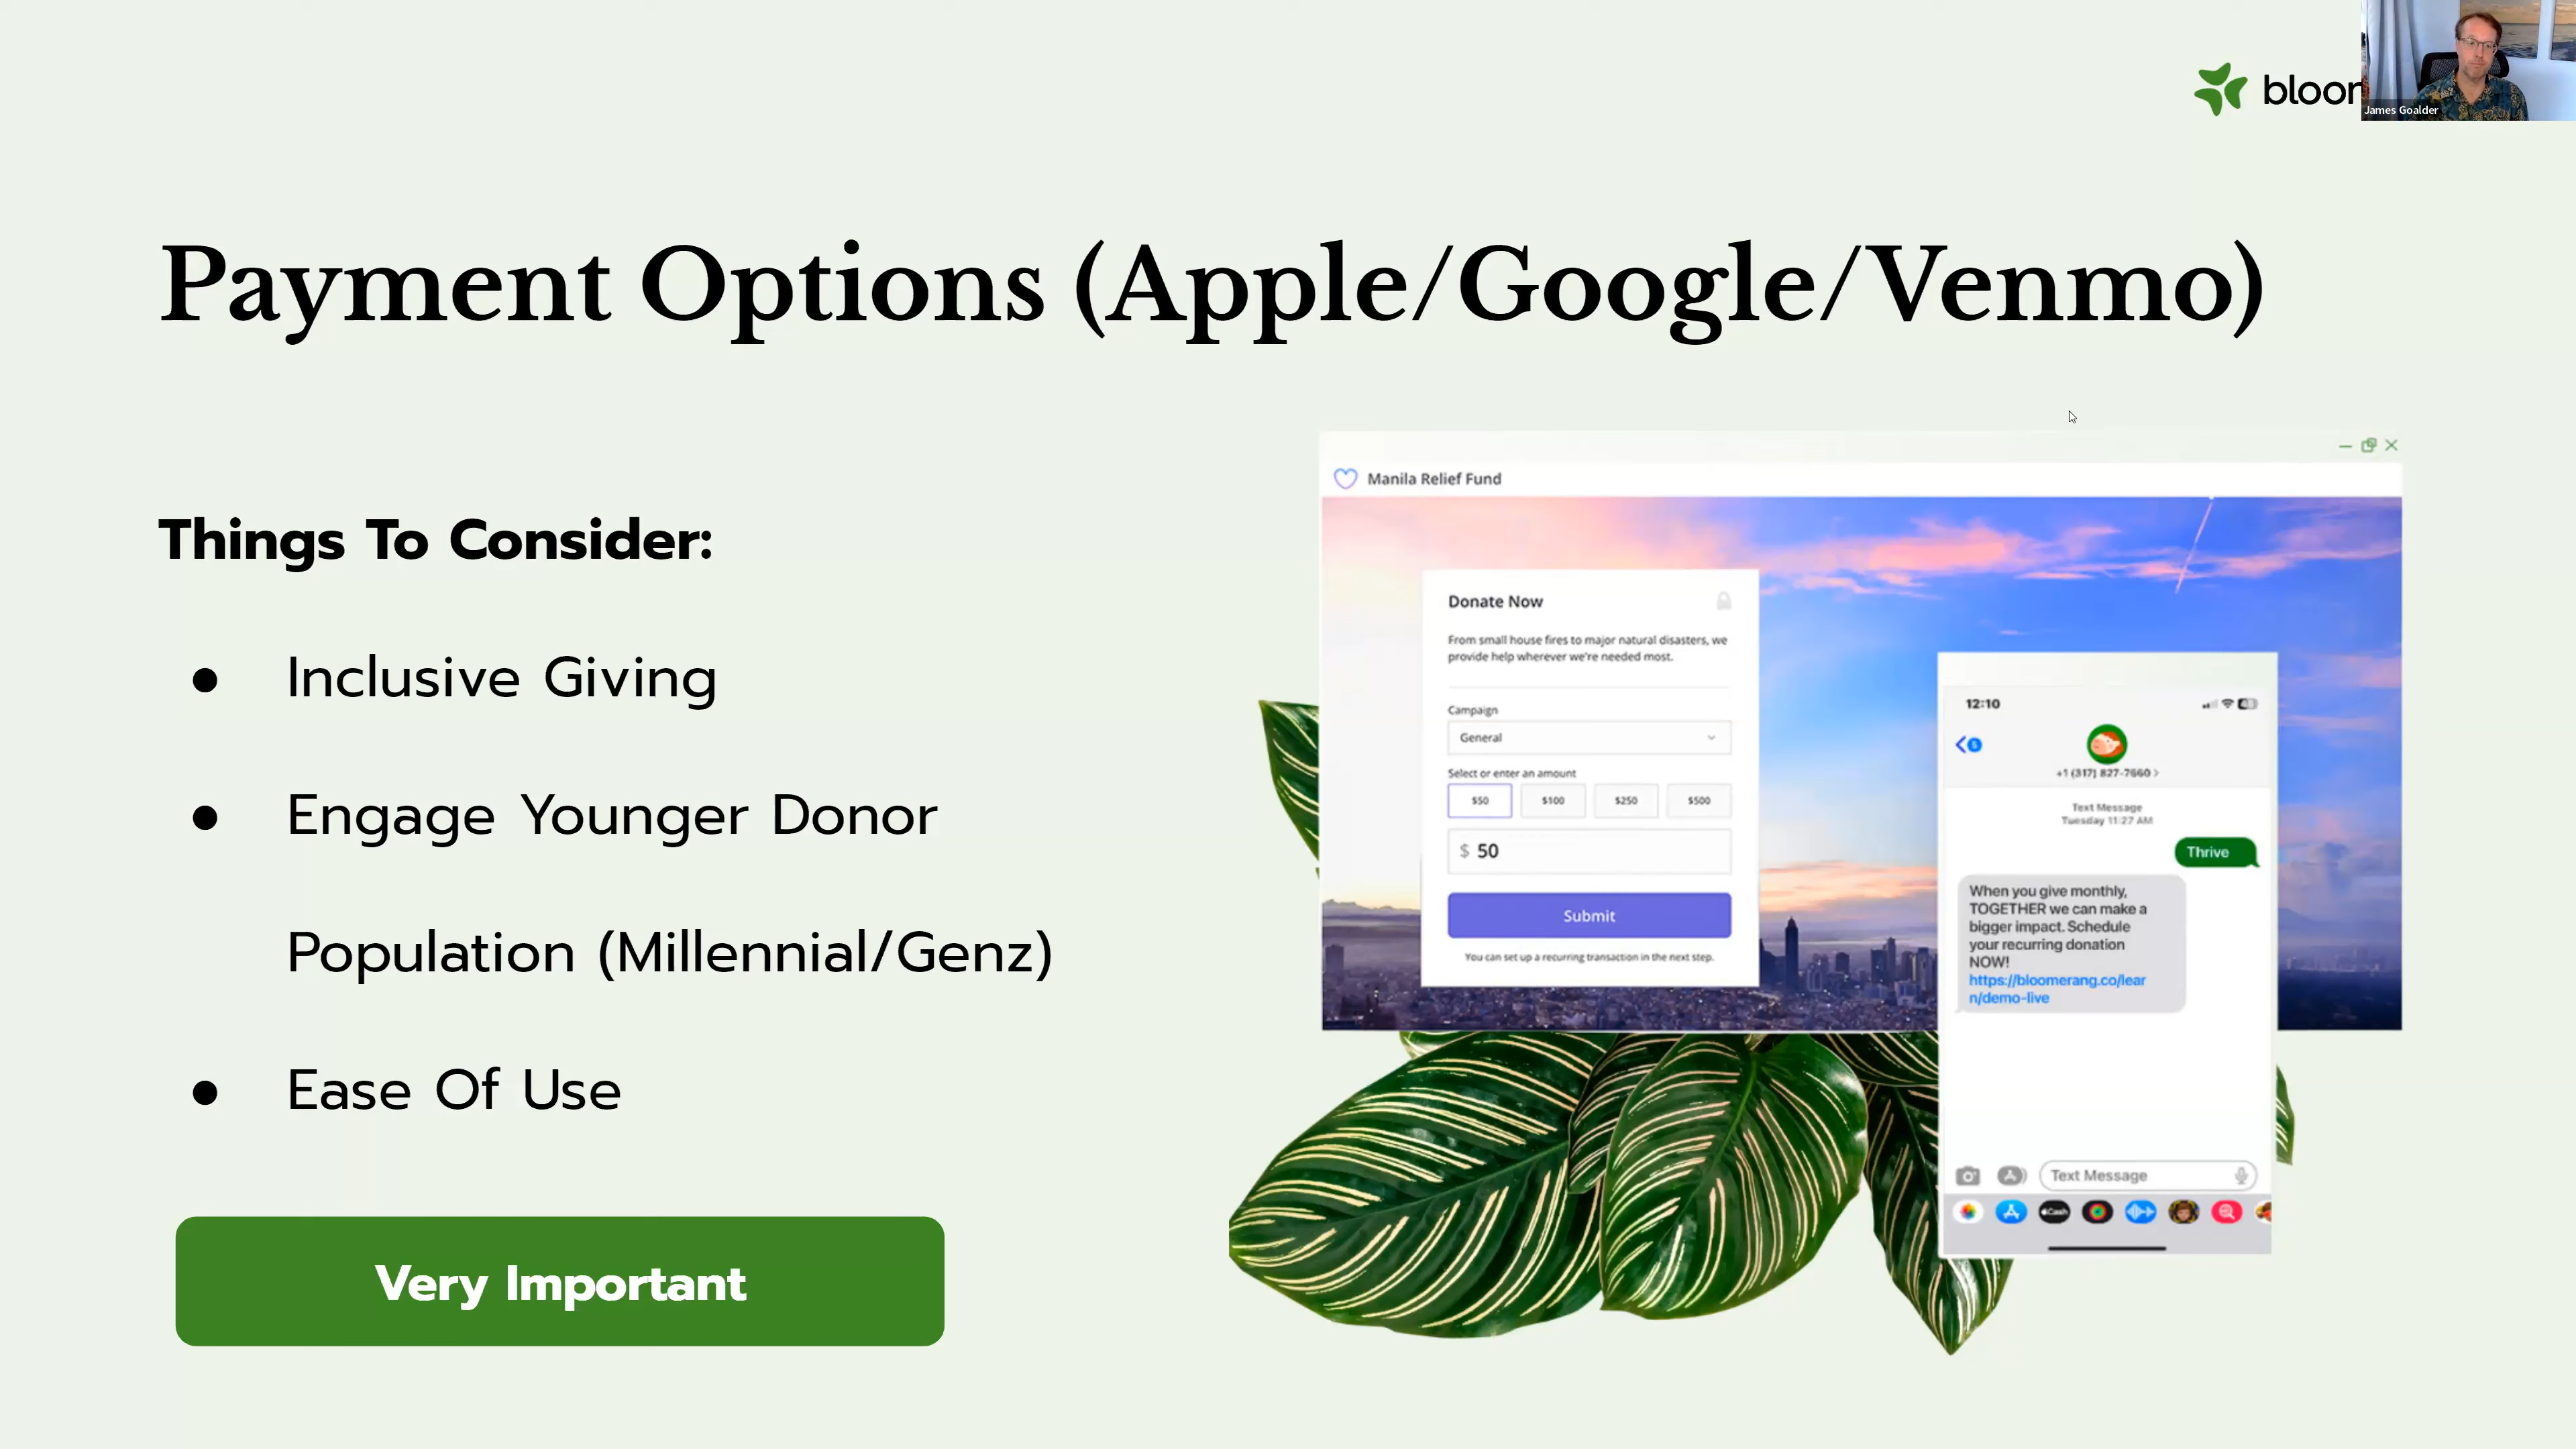 bloom
James Goalder
Payment Options (Apple/Google/Venmo)
Things To Consider:
● Inclusive Giving
● Engage Younger Donor
Population (Millennial/Genz)
● Ease Of Use
Very Important
Manila Relief Fund
Donate Now
From small house fires to major natural disasters, we
provide help wherever we're needed most.
Campaign
General
Select or enter an amount
$50 $100 $250 $500
$ 50
Submit
You can set up a recurring transaction in the next step.
12:10
+1 (317) 827-7660 >
Text Message
Tuesday 11:27 AM
Thrive
When you give monthly,
TOGETHER we can make a
bigger impact. Schedule
your recurring donation
NOW!
https://bloomerang.co/lear
n/demo-live
Text Message
Cash